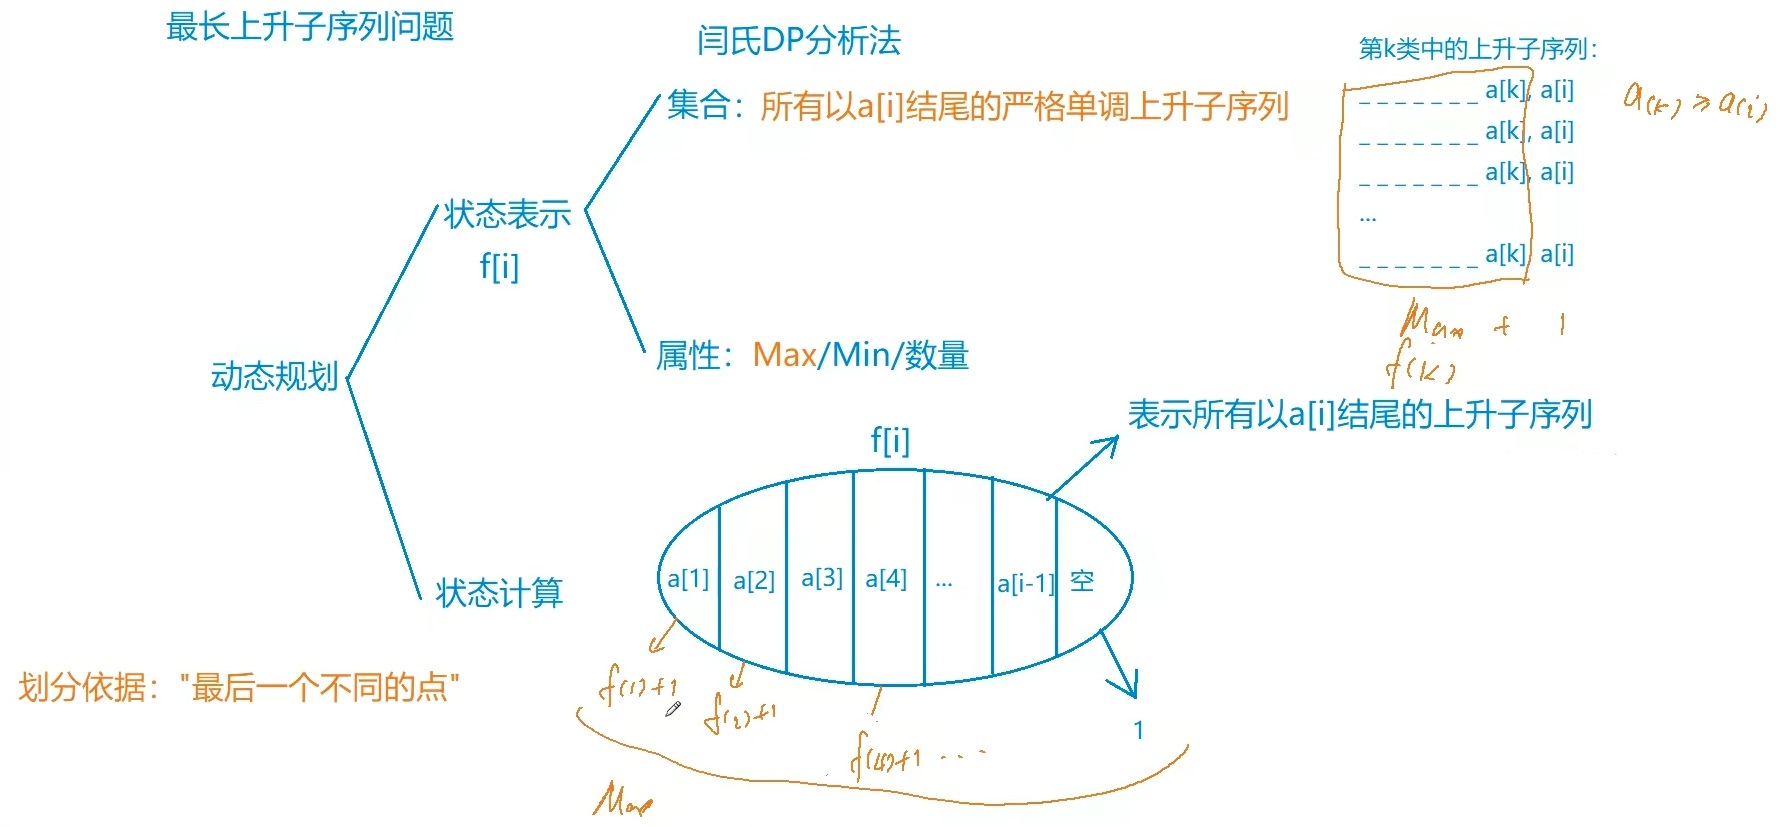 最长上升子序列问题
闫氏DP分析法
集合：所有以a[i]结尾的严格单调上升子序列
状态表示
f[i]
属性：Max/Min/数量
动态规划
状态计算
划分依据："最后一个不同的点"
第k类中的上升子序列：
_ _ _ _ _ _ _ a[k], a[i]
a(k) ≥ a(i)
_ _ _ _ _ _ _ a[k], a[i]
_ _ _ _ _ _ _ a[k], a[i]
...
_ _ _ _ _ _ _ a[k] a[i]
Max + 1
f(k)
表示所有以a[i]结尾的上升子序列
f[i]
a[1] a[2] a[3] a[4] ... a[i-1] 空
f(1)+1
f(2)+1
f(4)+1 ...
1
Max